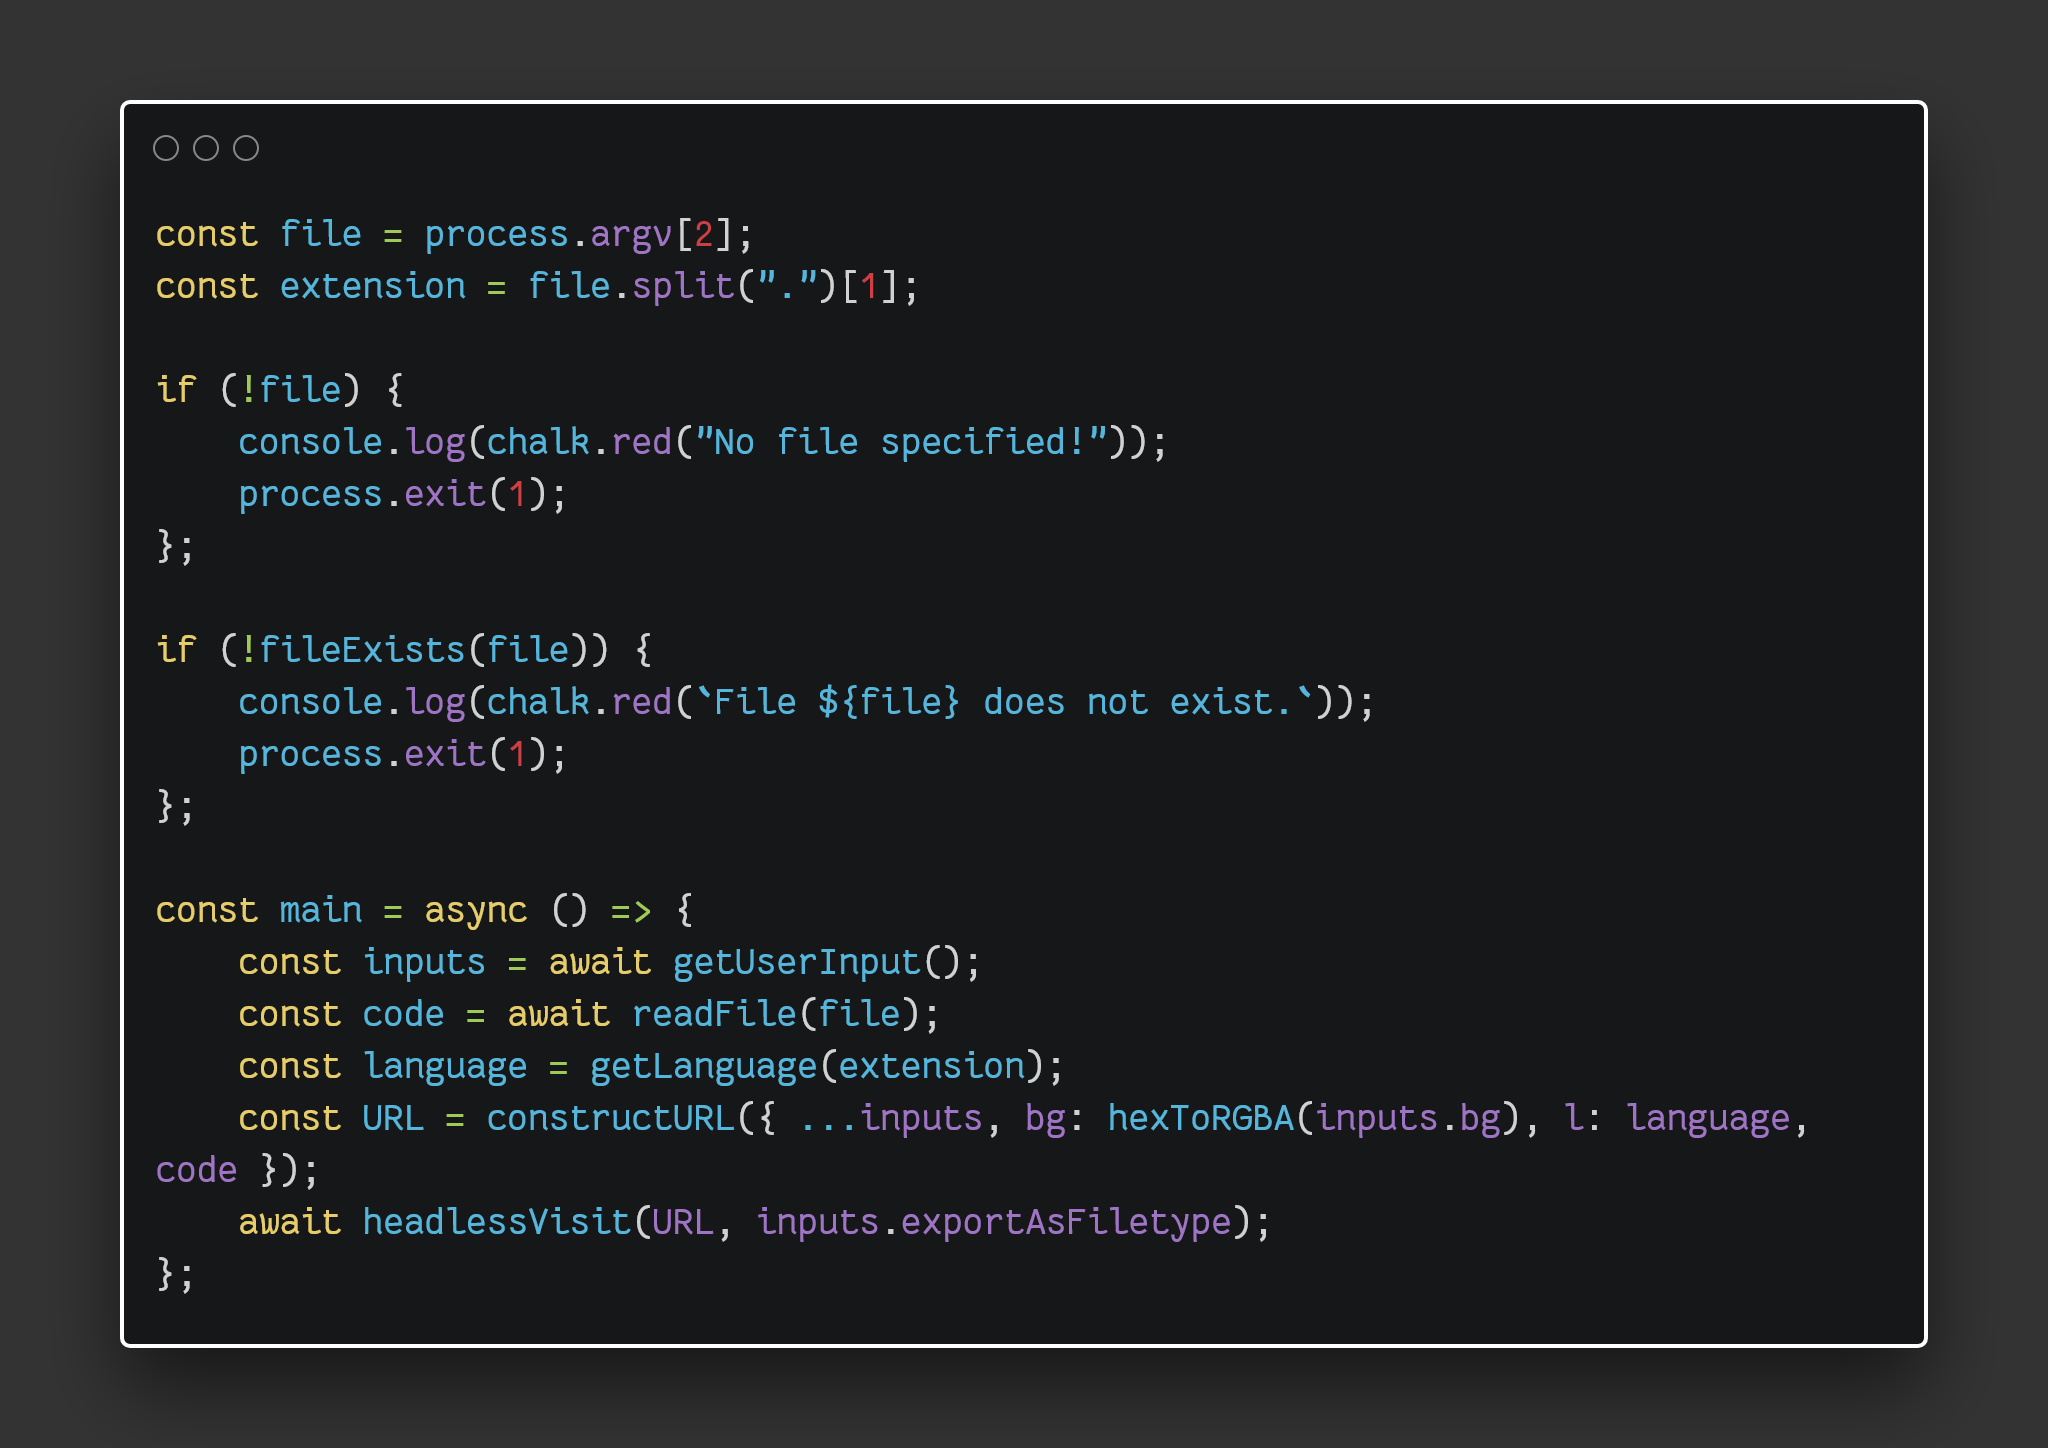 const file = process.argv[2];
const extension = file.split(".")[1];
if (!file) {
    console.log(chalk.red("No file specified!"));
    process.exit(1);
};
if (!fileExists(file)) {
    console.log(chalk.red(`File ${file} does not exist.`));
    process.exit(1);
};
const main = async () => {
    const inputs = await getUserInput();
    const code = await readFile(file);
    const language = getLanguage(extension);
    const URL = constructURL({ ...inputs, bg: hexToRGBA(inputs.bg), l: language,
code });
    await headlessVisit(URL, inputs.exportAsFiletype);
};